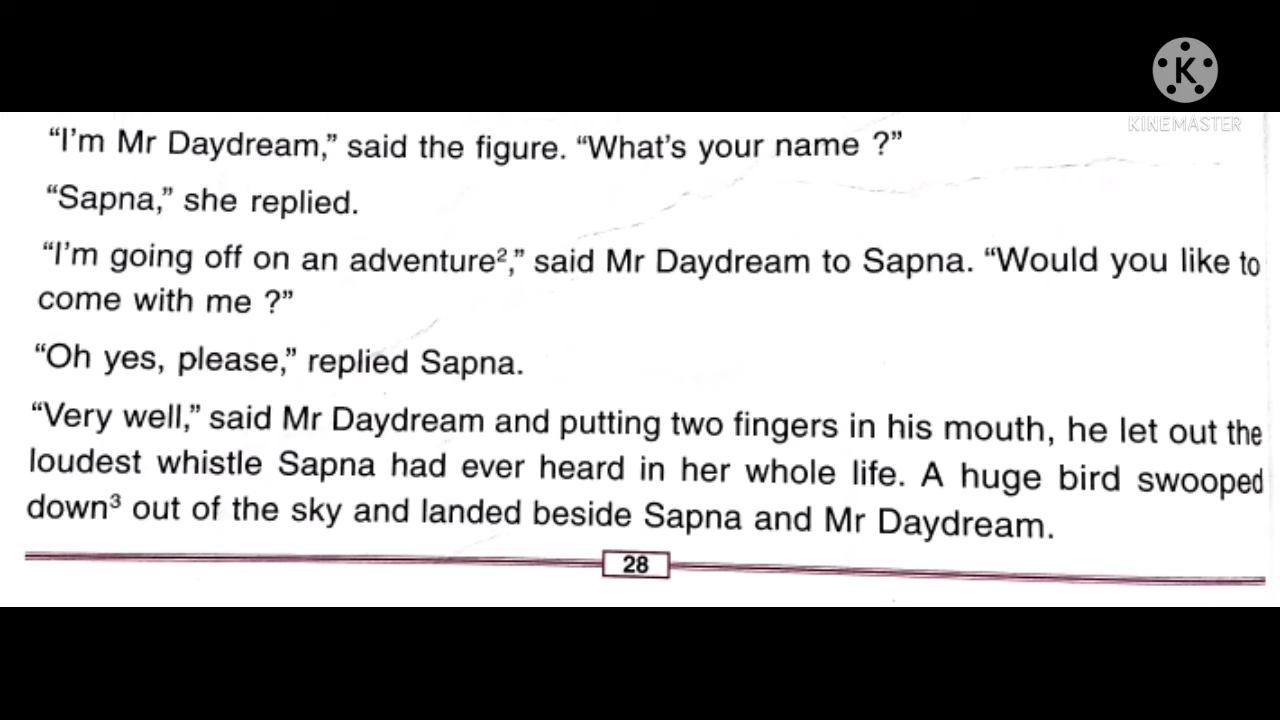 K
KINEMASTER
“I’m Mr Daydream,” said the figure. “What’s your name ?”
“Sapna,” she replied.
“I’m going off on an adventure²,” said Mr Daydream to Sapna. “Would you like to
come with me ?”
“Oh yes, please,” replied Sapna.
“Very well,” said Mr Daydream and putting two fingers in his mouth, he let out the
loudest whistle Sapna had ever heard in her whole life. A huge bird swooped
down³ out of the sky and landed beside Sapna and Mr Daydream.
28